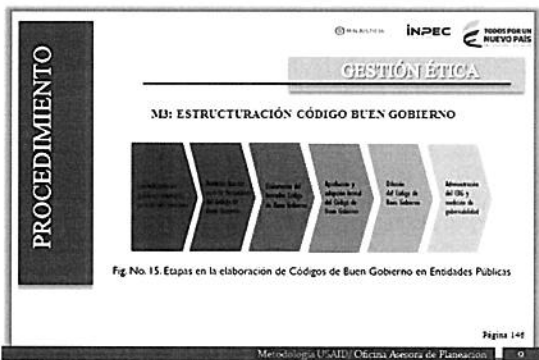 MINJUSTICIA
INPEC
TODOS POR UN
NUEVO PAÍS
GESTIÓN ÉTICA
PROCEDIMIENTO
M3: ESTRUCTURACIÓN CÓDIGO BUEN GOBIERNO
Elaboración del
borrador Código
de Buen Gobierno
Aprobación y
adopción formal
del Código de
Buen Gobierno
Difusión
del Código de
Buen Gobierno
Administración
del CBG y
medición de
gobernabilidad
Fig. No. 15. Etapas en la elaboración de Códigos de Buen Gobierno en Entidades Públicas
Página 146
Metodología USAID/ Oficina Asesora de Planeación 9